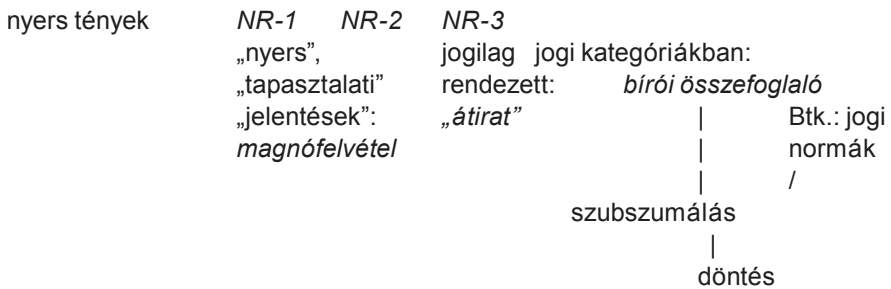 nyers tények NR-1 NR-2 NR-3
„nyers”, jogilag jogi kategóriákban:
„tapasztalati” rendezett: bírói összefoglaló
„jelentések”: „átirat” | Btk.: jogi
magnófelvétel | normák
| /
szubszumálás
|
döntés